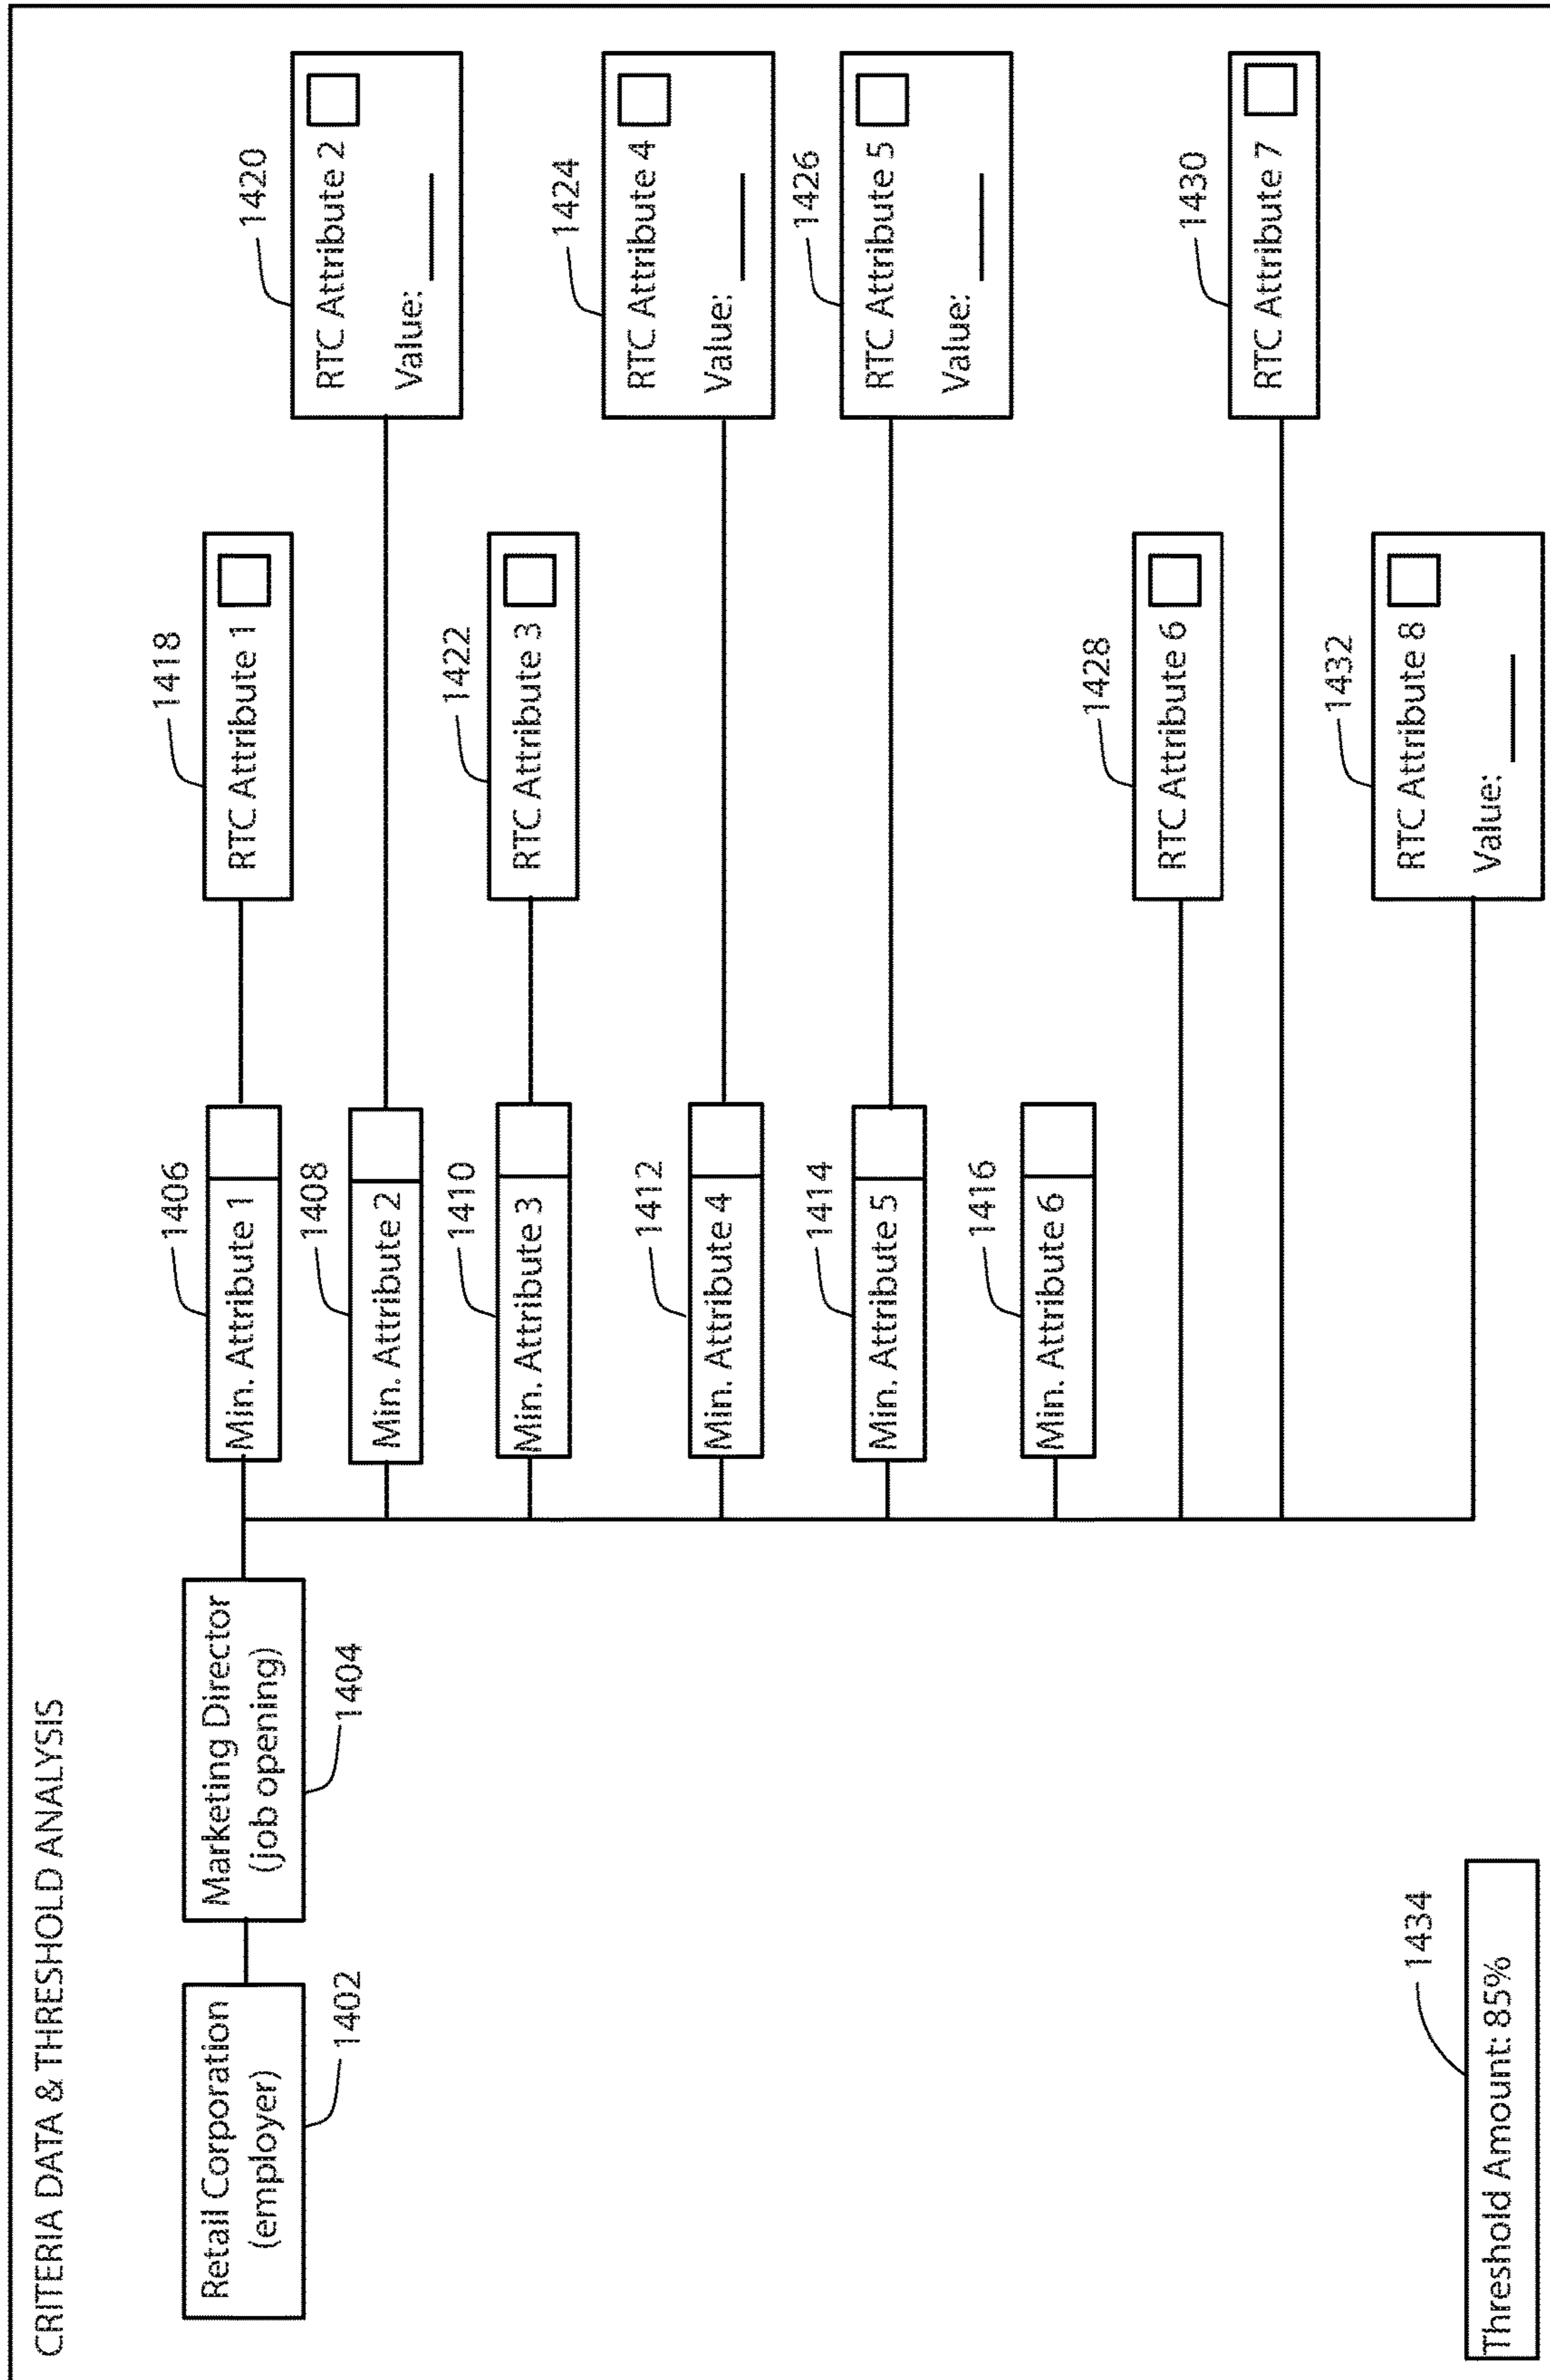 CRITERIA DATA & THRESHOLD ANALYSIS
Retail Corporation
(employer)
1402
Marketing Director
(job opening)
1404
1406
Min. Attribute 1
1408
Min. Attribute 2
1410
Min. Attribute 3
1412
Min. Attribute 4
1414
Min. Attribute 5
1416
Min. Attribute 6
1418
RTC Attribute 1
1420
RTC Attribute 2
Value:
1422
RTC Attribute 3
1424
RTC Attribute 4
Value:
1426
RTC Attribute 5
Value:
1428
RTC Attribute 6
1430
RTC Attribute 7
1432
RTC Attribute 8
Value:
1434
Threshold Amount: 85%